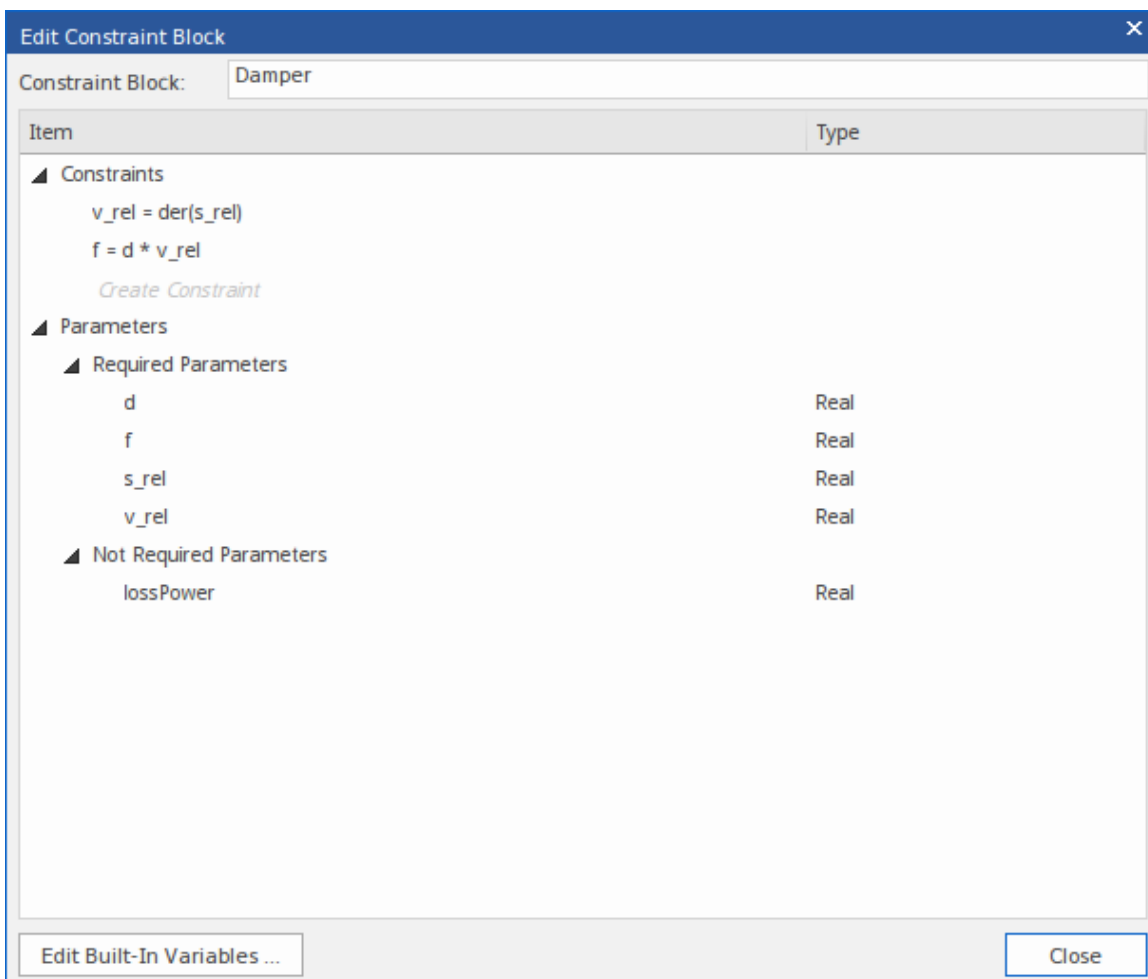 Edit Constraint Block
Constraint Block: Damper
Item Type
Constraints
v_rel = der(s_rel)
f = d * v_rel
Create Constraint
Parameters
Required Parameters
d Real
f Real
s_rel Real
v_rel Real
Not Required Parameters
lossPower Real
Edit Built-In Variables ... Close